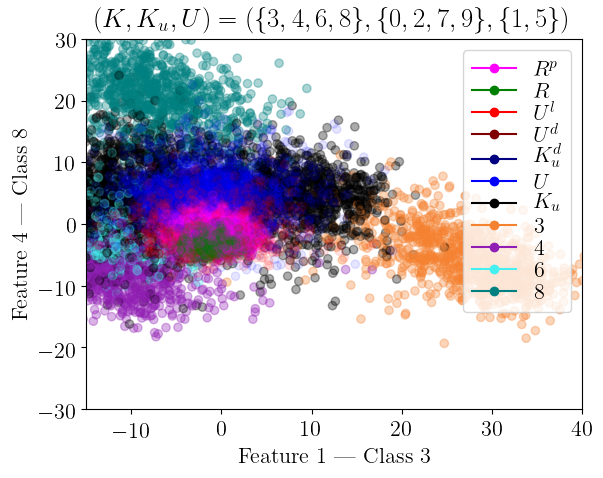 (K, K_u, U) = ({3, 4, 6, 8}, {0, 2, 7, 9}, {1, 5})
30
20
10
0
−10
−20
−30
Feature 4 — Class 8
R^p
R
U^l
U^d
K_u^d
U
K_u
3
4
6
8
−10
0
10
20
30
40
Feature 1 — Class 3